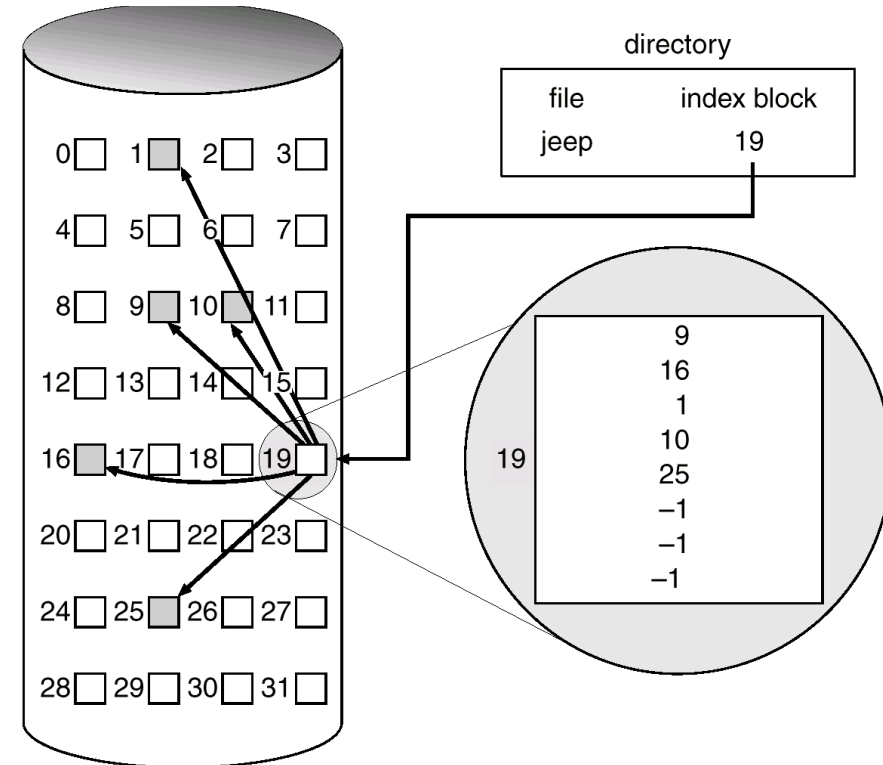 directory
file index block
jeep 19
0 1 2 3
4 5 6 7
8 9 10 11
12 13 14 15
16 17 18 19
20 21 22 23
24 25 26 27
28 29 30 31
19
9
16
1
10
25
–1
–1
–1